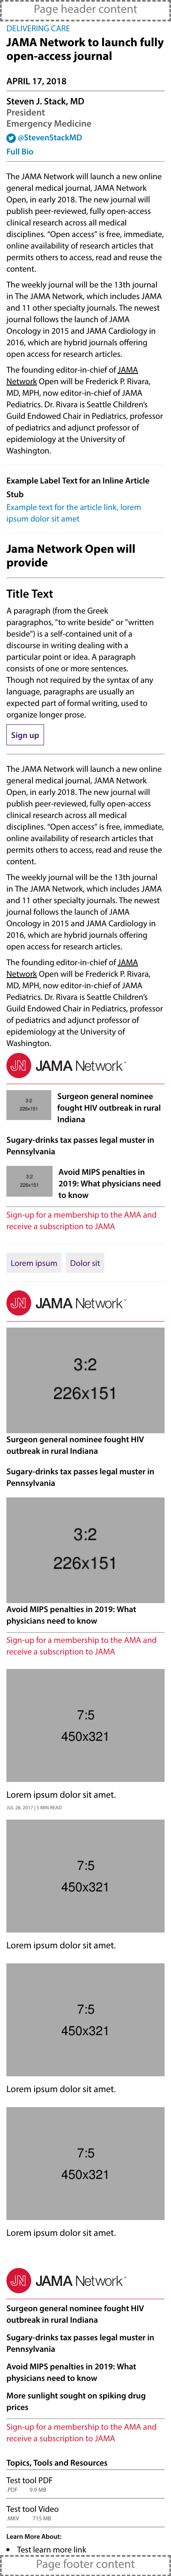 Page header content
DELIVERING CARE
JAMA Network to launch fully
open-access journal
APRIL 17, 2018
Steven J. Stack, MD
President
Emergency Medicine
@StevenStackMD
Full Bio
The JAMA Network will launch a new online
general medical journal, JAMA Network
Open, in early 2018. The new journal will
publish peer-reviewed, fully open-access
clinical research across all medical
disciplines. “Open access” is free, immediate,
online availability of research articles that
permits others to access, read and reuse the
content.
The weekly journal will be the 13th journal
in The JAMA Network, which includes JAMA
and 11 other specialty journals. The newest
journal follows the launch of JAMA
Oncology in 2015 and JAMA Cardiology in
2016, which are hybrid journals offering
open access for research articles.
The founding editor-in-chief of JAMA
Network Open will be Frederick P. Rivara,
MD, MPH, now editor-in-chief of JAMA
Pediatrics. Dr. Rivara is Seattle Children’s
Guild Endowed Chair in Pediatrics, professor
of pediatrics and adjunct professor of
epidemiology at the University of
Washington.
Example Label Text for an Inline Article
Stub
Example text for the article link, lorem
ipsum dolor sit amet
Jama Network Open will
provide
Title Text
A paragraph (from the Greek
paragraphos, “to write beside” or “written
beside”) is a self-contained unit of a
discourse in writing dealing with a
particular point or idea. A paragraph
consists of one or more sentences.
Though not required by the syntax of any
language, paragraphs are usually an
expected part of formal writing, used to
organize longer prose.
Sign up
The JAMA Network will launch a new online
general medical journal, JAMA Network
Open, in early 2018. The new journal will
publish peer-reviewed, fully open-access
clinical research across all medical
disciplines. “Open access” is free, immediate,
online availability of research articles that
permits others to access, read and reuse the
content.
The weekly journal will be the 13th journal
in The JAMA Network, which includes JAMA
and 11 other specialty journals. The newest
journal follows the launch of JAMA
Oncology in 2015 and JAMA Cardiology in
2016, which are hybrid journals offering
open access for research articles.
The founding editor-in-chief of JAMA
Network Open will be Frederick P. Rivara,
MD, MPH, now editor-in-chief of JAMA
Pediatrics. Dr. Rivara is Seattle Children’s
Guild Endowed Chair in Pediatrics, professor
of pediatrics and adjunct professor of
epidemiology at the University of
Washington.
JN JAMA Network™
3:2
226x151
Surgeon general nominee
fought HIV outbreak in rural
Indiana
Sugary-drinks tax passes legal muster in
Pennsylvania
3:2
226x151
Avoid MIPS penalties in
2019: What physicians need
to know
Sign-up for a membership to the AMA and
receive a subscription to JAMA
Lorem ipsum
Dolor sit
JN JAMA Network™
3:2
226x151
Surgeon general nominee fought HIV
outbreak in rural Indiana
Sugary-drinks tax passes legal muster in
Pennsylvania
3:2
226x151
Avoid MIPS penalties in 2019: What
physicians need to know
Sign-up for a membership to the AMA and
receive a subscription to JAMA
7:5
450x321
Lorem ipsum dolor sit amet.
JUL 28, 2017 | 5 MIN READ
7:5
450x321
Lorem ipsum dolor sit amet.
7:5
450x321
Lorem ipsum dolor sit amet.
7:5
450x321
Lorem ipsum dolor sit amet.
JN JAMA Network™
Surgeon general nominee fought HIV
outbreak in rural Indiana
Sugary-drinks tax passes legal muster in
Pennsylvania
Avoid MIPS penalties in 2019: What
physicians need to know
More sunlight sought on spiking drug
prices
Sign-up for a membership to the AMA and
receive a subscription to JAMA
Topics, Tools and Resources
Test tool PDF
.PDF 9.9 MB
Test tool Video
.MKV 715 MB
Learn More About:
• Test learn more link
Page footer content